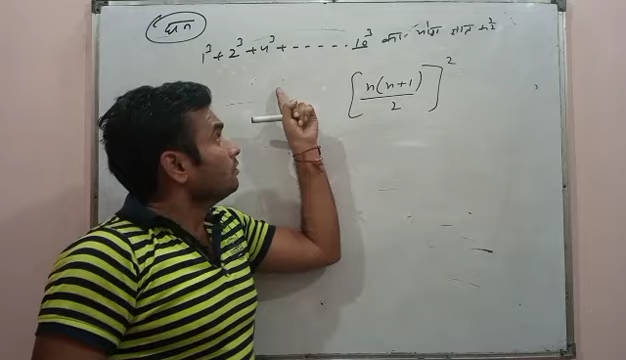 घन
1³ + 2³ + 4³ + - - - - - . 10³ का मान ज्ञात करें
[n(n+1)/2]²